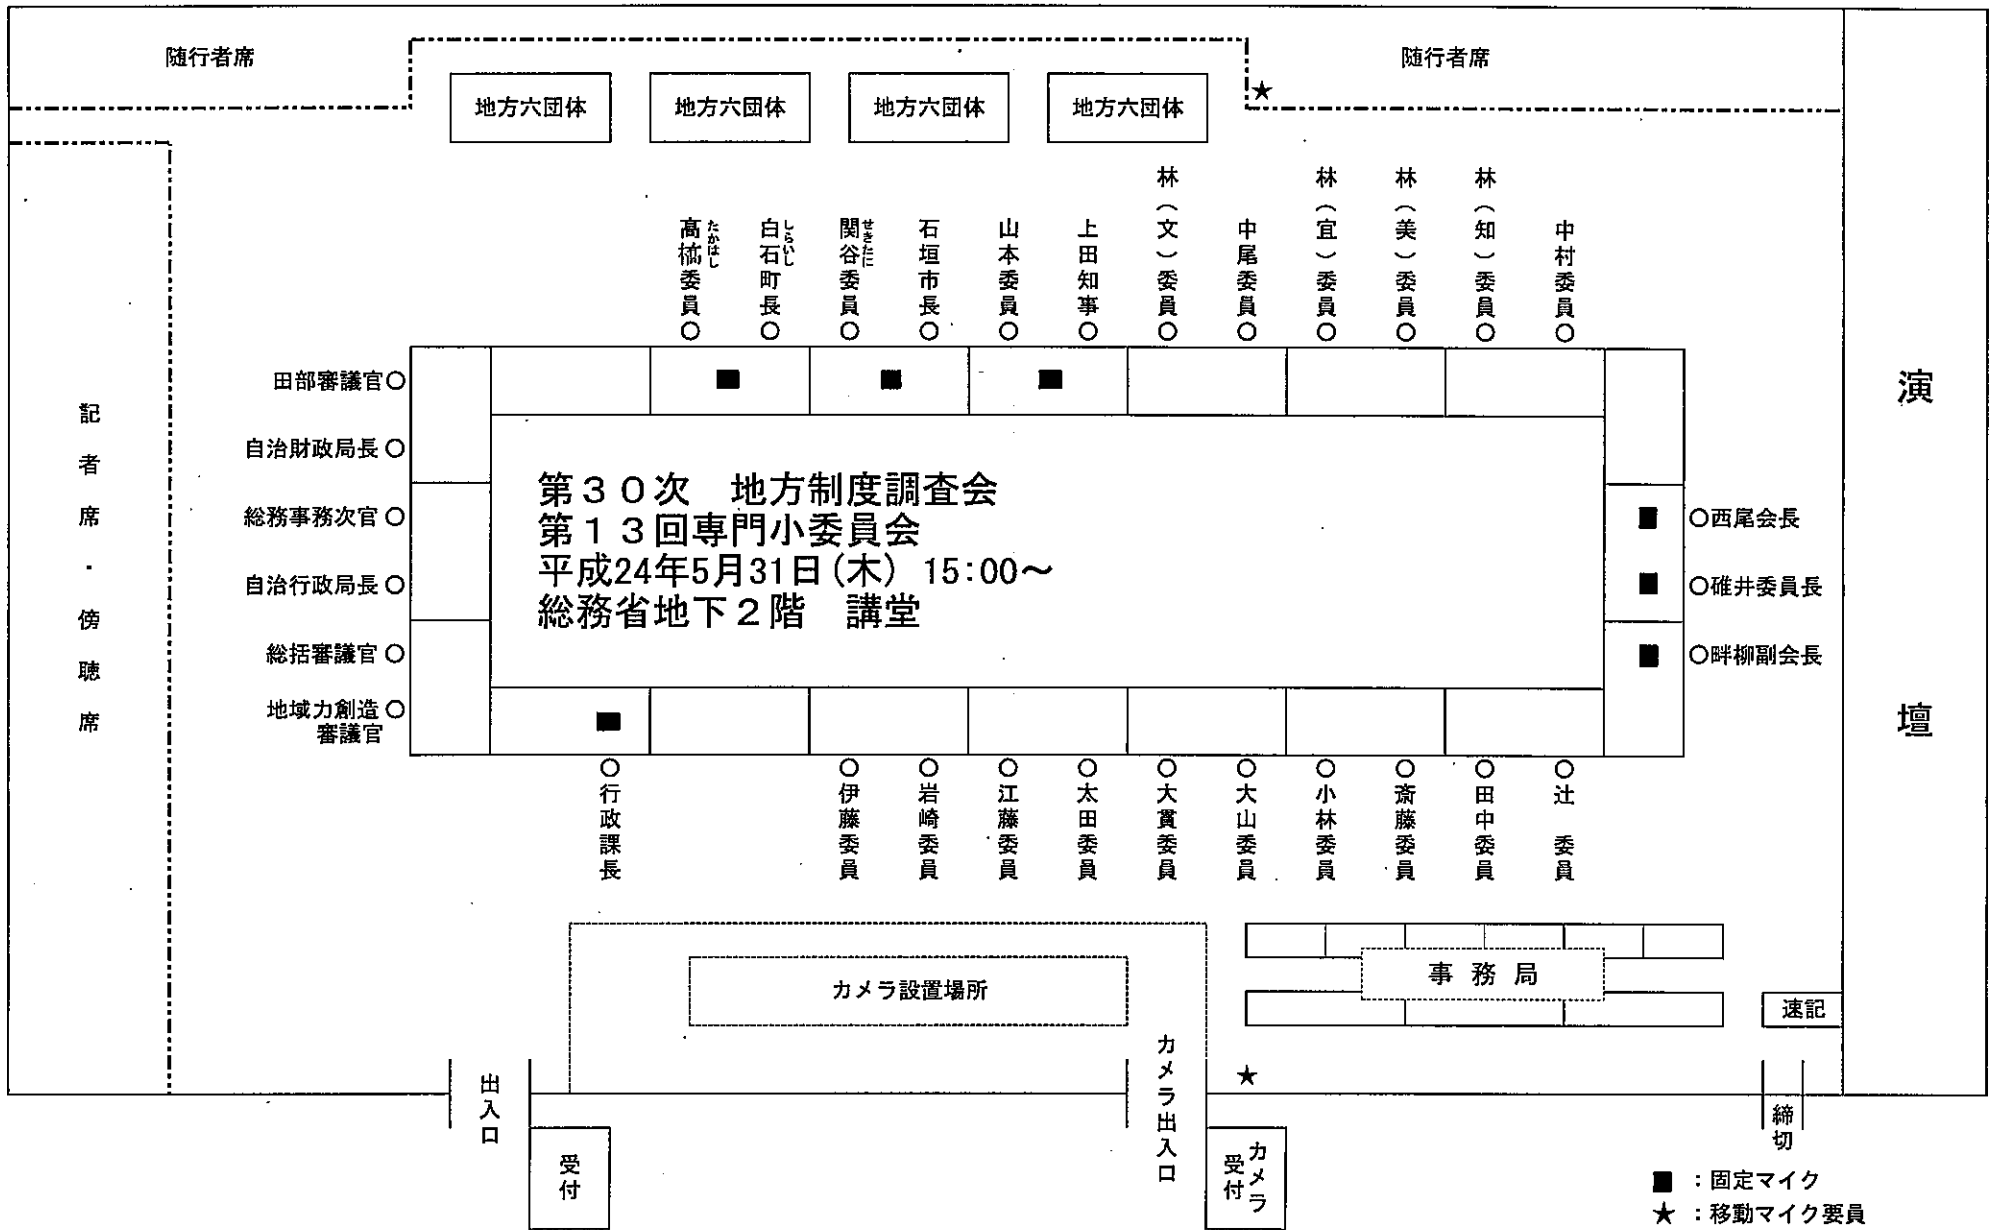 随行者席
随行者席
地方六団体
地方六団体
地方六団体
地方六団体
髙橋委員○
たかはし
白石町長○
しらいし
関谷委員○
せきたに
石垣市長○
山本委員○
上田知事○
林(文)委員○
中尾委員○
林(宜)委員○
林(美)委員○
林(知)委員○
中村委員○
記者席・傍聴席
田部審議官○
自治財政局長○
総務事務次官○
自治行政局長○
総括審議官○
地域力創造○
審議官
第30次 地方制度調査会
第13回専門小委員会
平成24年5月31日(木) 15:00~
総務省地下2階 講堂
○西尾会長
○碓井委員長
○畔柳副会長
演壇
○行政課長
○伊藤委員
○岩崎委員
○江藤委員
○太田委員
○大貫委員
○大山委員
○小林委員
○斎藤委員
○田中委員
○辻 委員
カメラ設置場所
事務局
速記
出入口
受付
カメラ出入口
カメラ
受付
締切
■:固定マイク
★:移動マイク要員